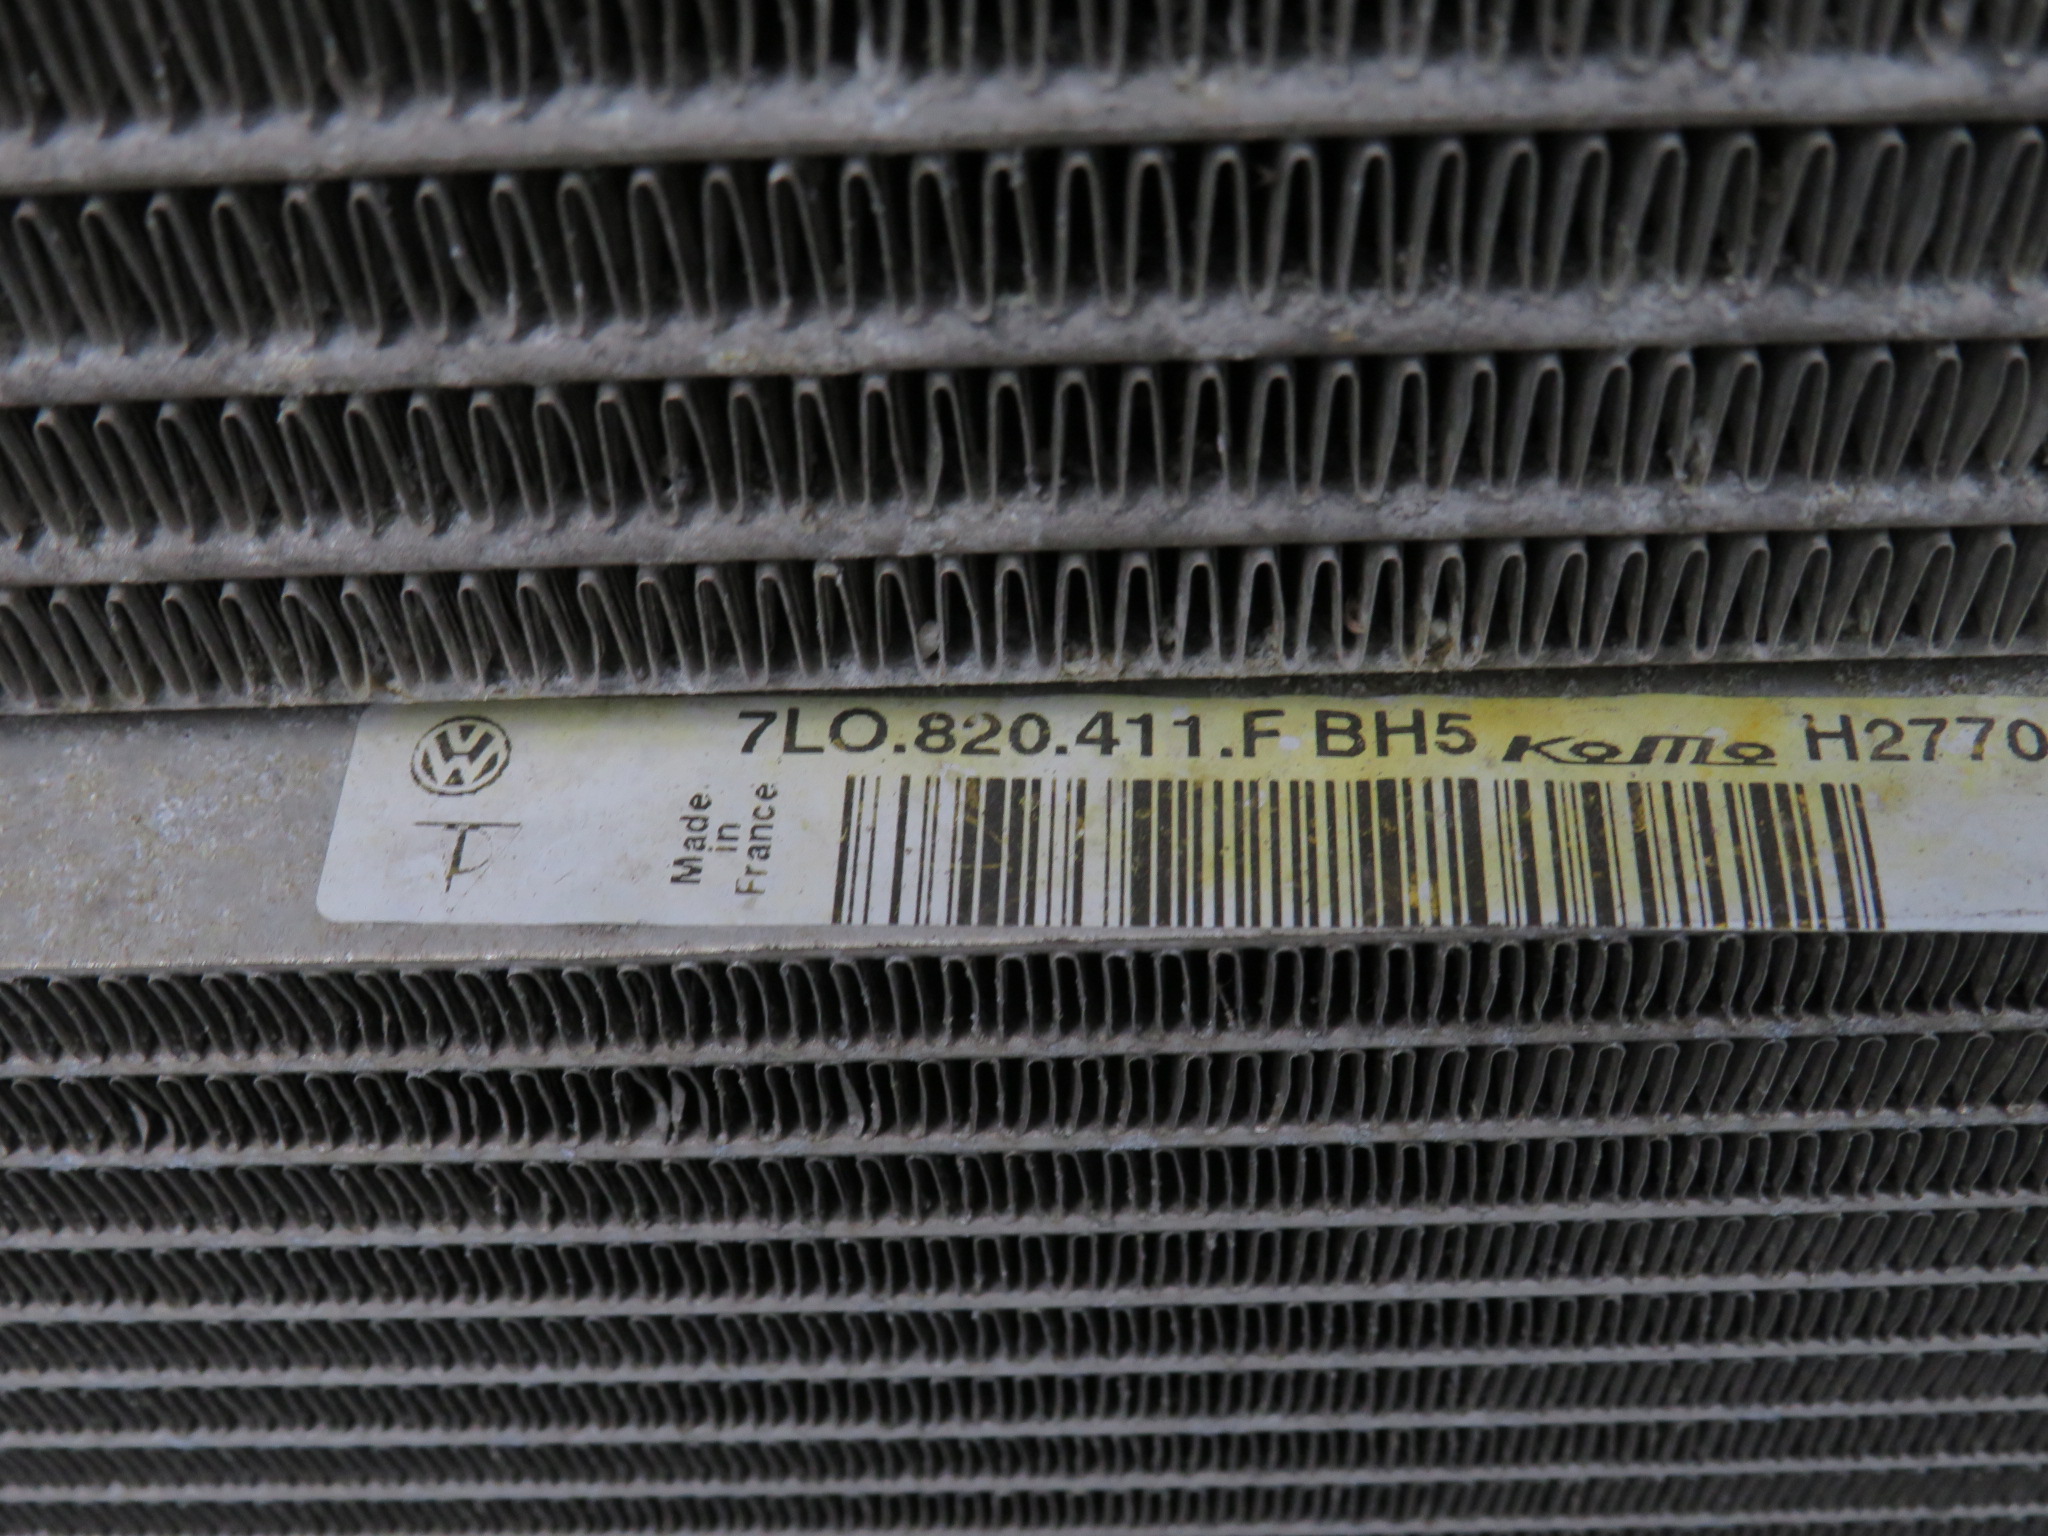 7LO.820.411.F BH5 KOMO H2770
Made
in
France